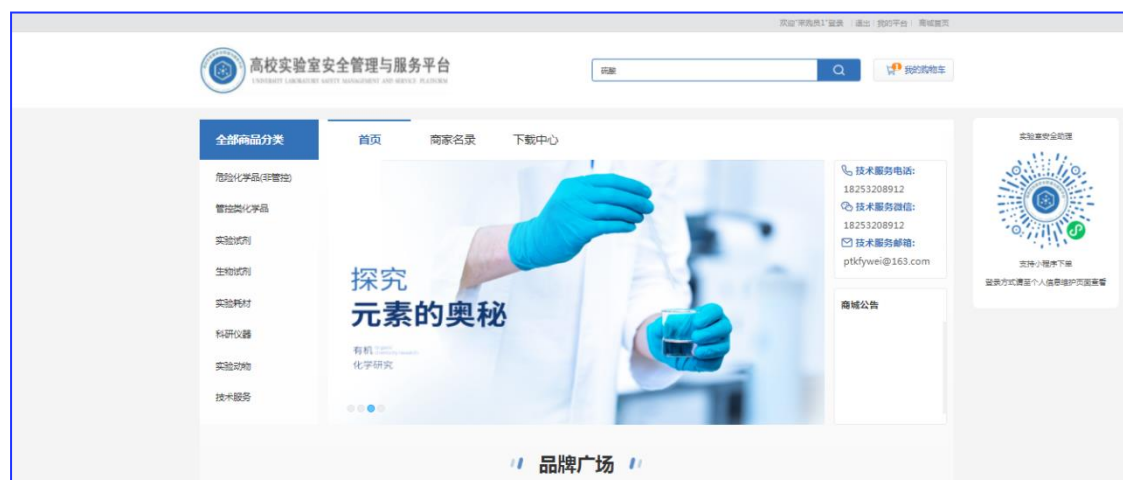 欢迎"采购员1"登录 | 退出 | 我的平台 | 商城首页
高校实验室安全管理与服务平台
UNIVERSITY LABORATORY SAFETY MANAGEMENT AND SERVICE PLATFORM
硫酸
1
我的购物车
全部商品分类
首页
商家名录
下载中心
危险化学品(非管控)
管控类化学品
实验试剂
生物试剂
实验耗材
科研仪器
实验动物
技术服务
探究
元素的奥秘
有机
化学研究
技术服务电话:
18253208912
技术服务微信:
18253208912
技术服务邮箱:
ptkfywei@163.com
商城公告
实验室安全助理
支持小程序下单
登录方式请至个人信息维护页面查看
品牌广场